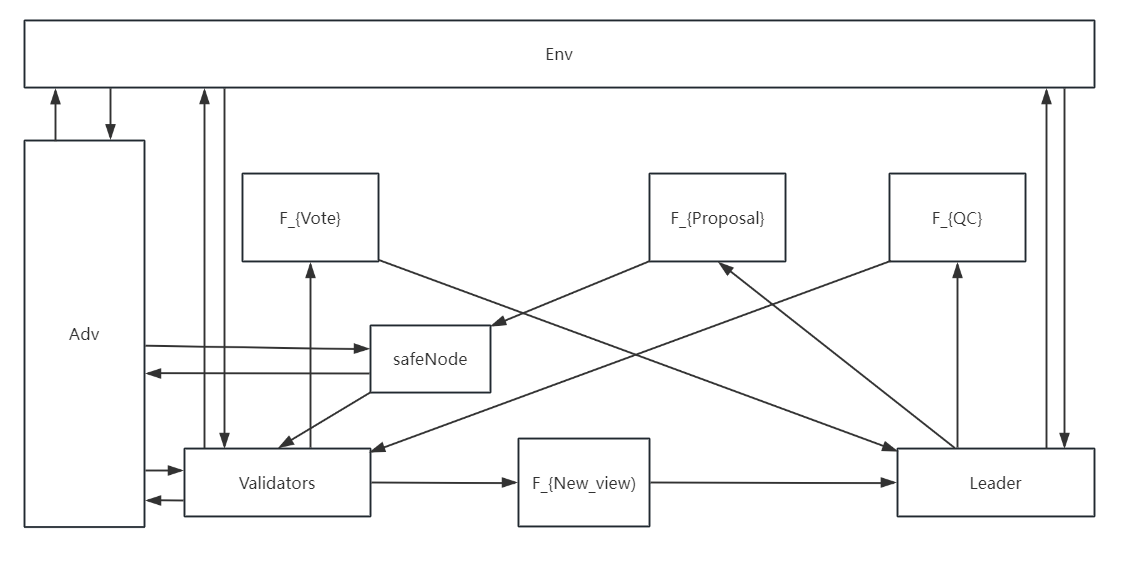 Env
F_{Vote}
F_{Proposal}
F_{QC}
Adv
safeNode
Validators
F_{New_view)
Leader